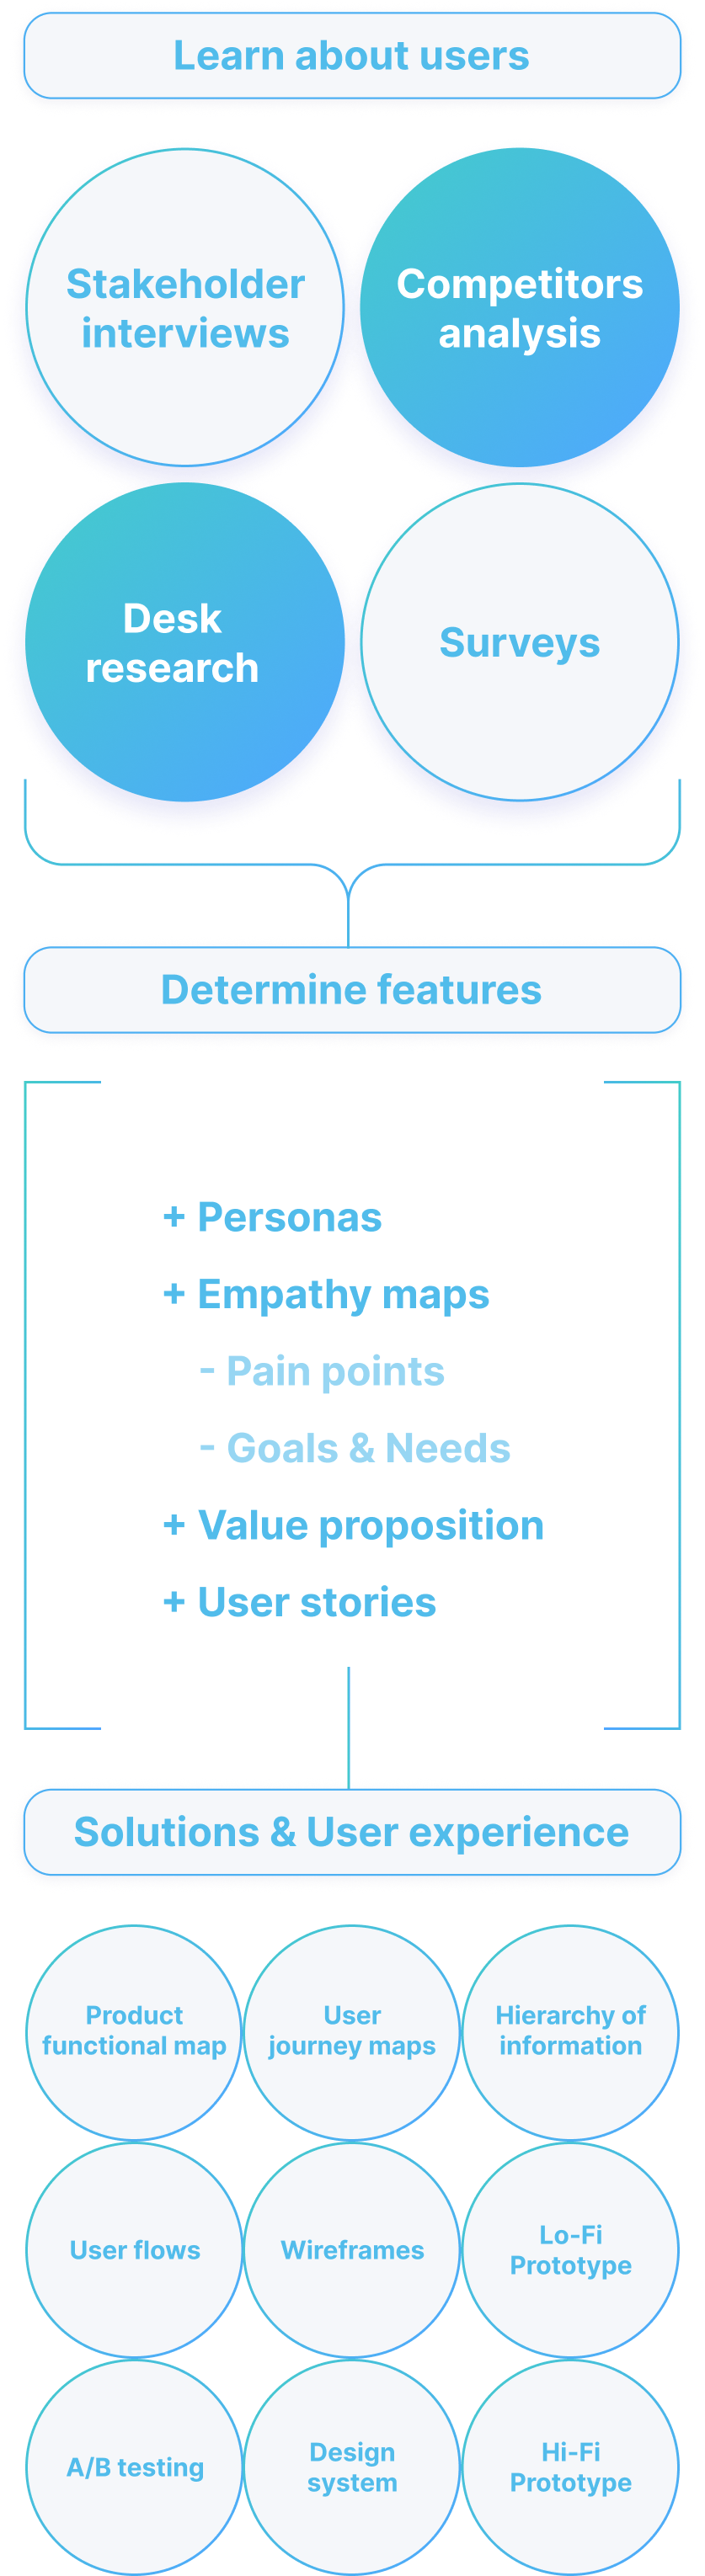 Learn about users
Stakeholder
interviews
Competitors
analysis
Desk
research
Surveys
Determine features
+ Personas
+ Empathy maps
- Pain points
- Goals & Needs
+ Value proposition
+ User stories
Solutions & User experience
Product
functional map
User
journey maps
Hierarchy of
information
User flows
Wireframes
Lo-Fi
Prototype
A/B testing
Design
system
Hi-Fi
Prototype